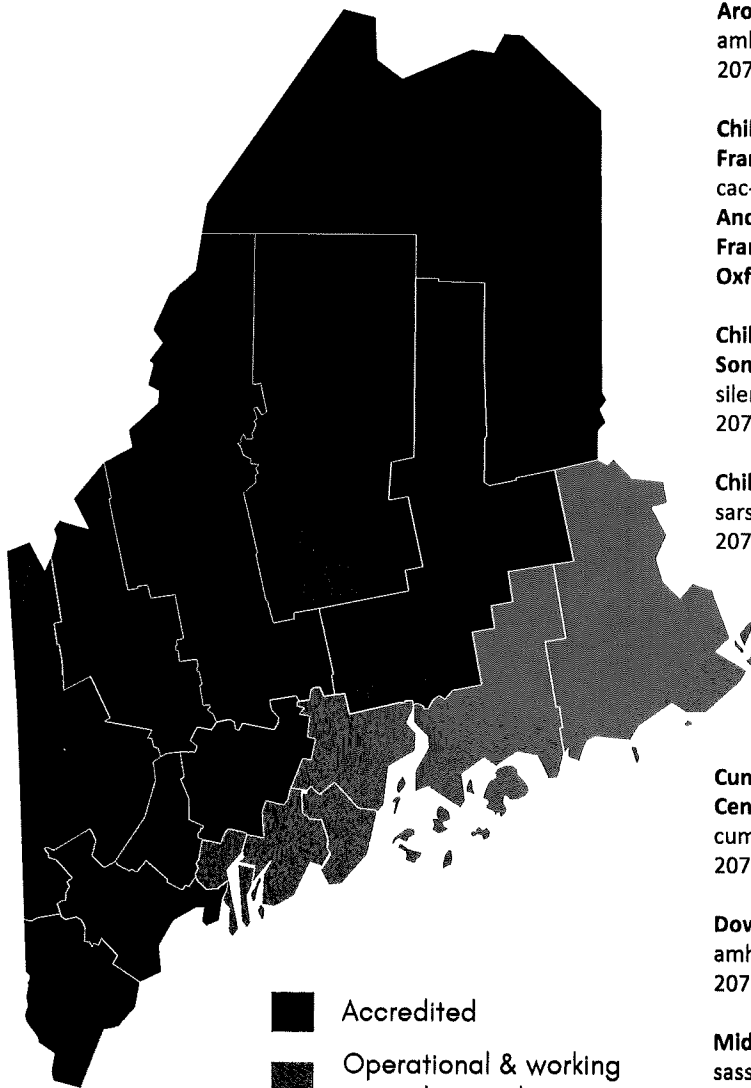 Aro
aml
207
Chil
Fran
cac-
And
Fran
Oxf
Chil
Som
siler
207
Chil
sars
207
Cum
Cen
cum
207
Dow
amh
207
Accredited
Operational & working
Mid
sass